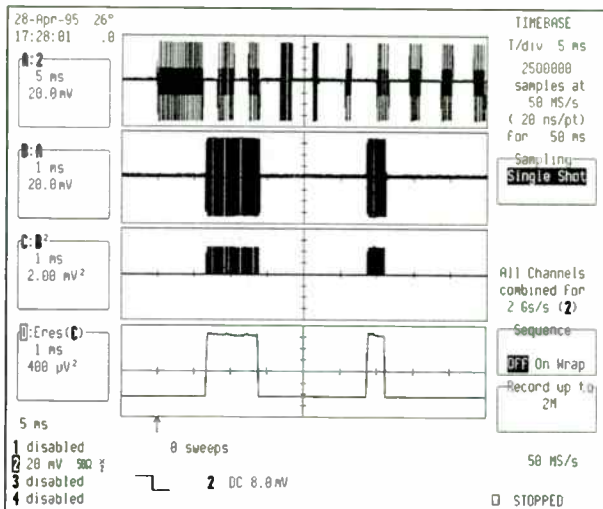 28-Apr-95 26°
17:28:01 .0
A:2
5 ms
20.0mV
B:A
1 ms
20.0mV
C:B²
1 ms
2.00 mV²
D:Eres(C)
1 ms
400 µV²
5 ms
1 disabled
2 20 mV 50Ω
3 disabled
4 disabled
0 sweeps
2 DC 8.0mV
TIMEBASE
T/div 5 ms
2500000
samples at
50 MS/s
( 20 ns/pt)
for 50 ms
Sampling
Single Shot
All Channels
combined for
2 Gs/s (2)
Sequence
OFF On Wrap
Record up to
2M
50 MS/s
STOPPED